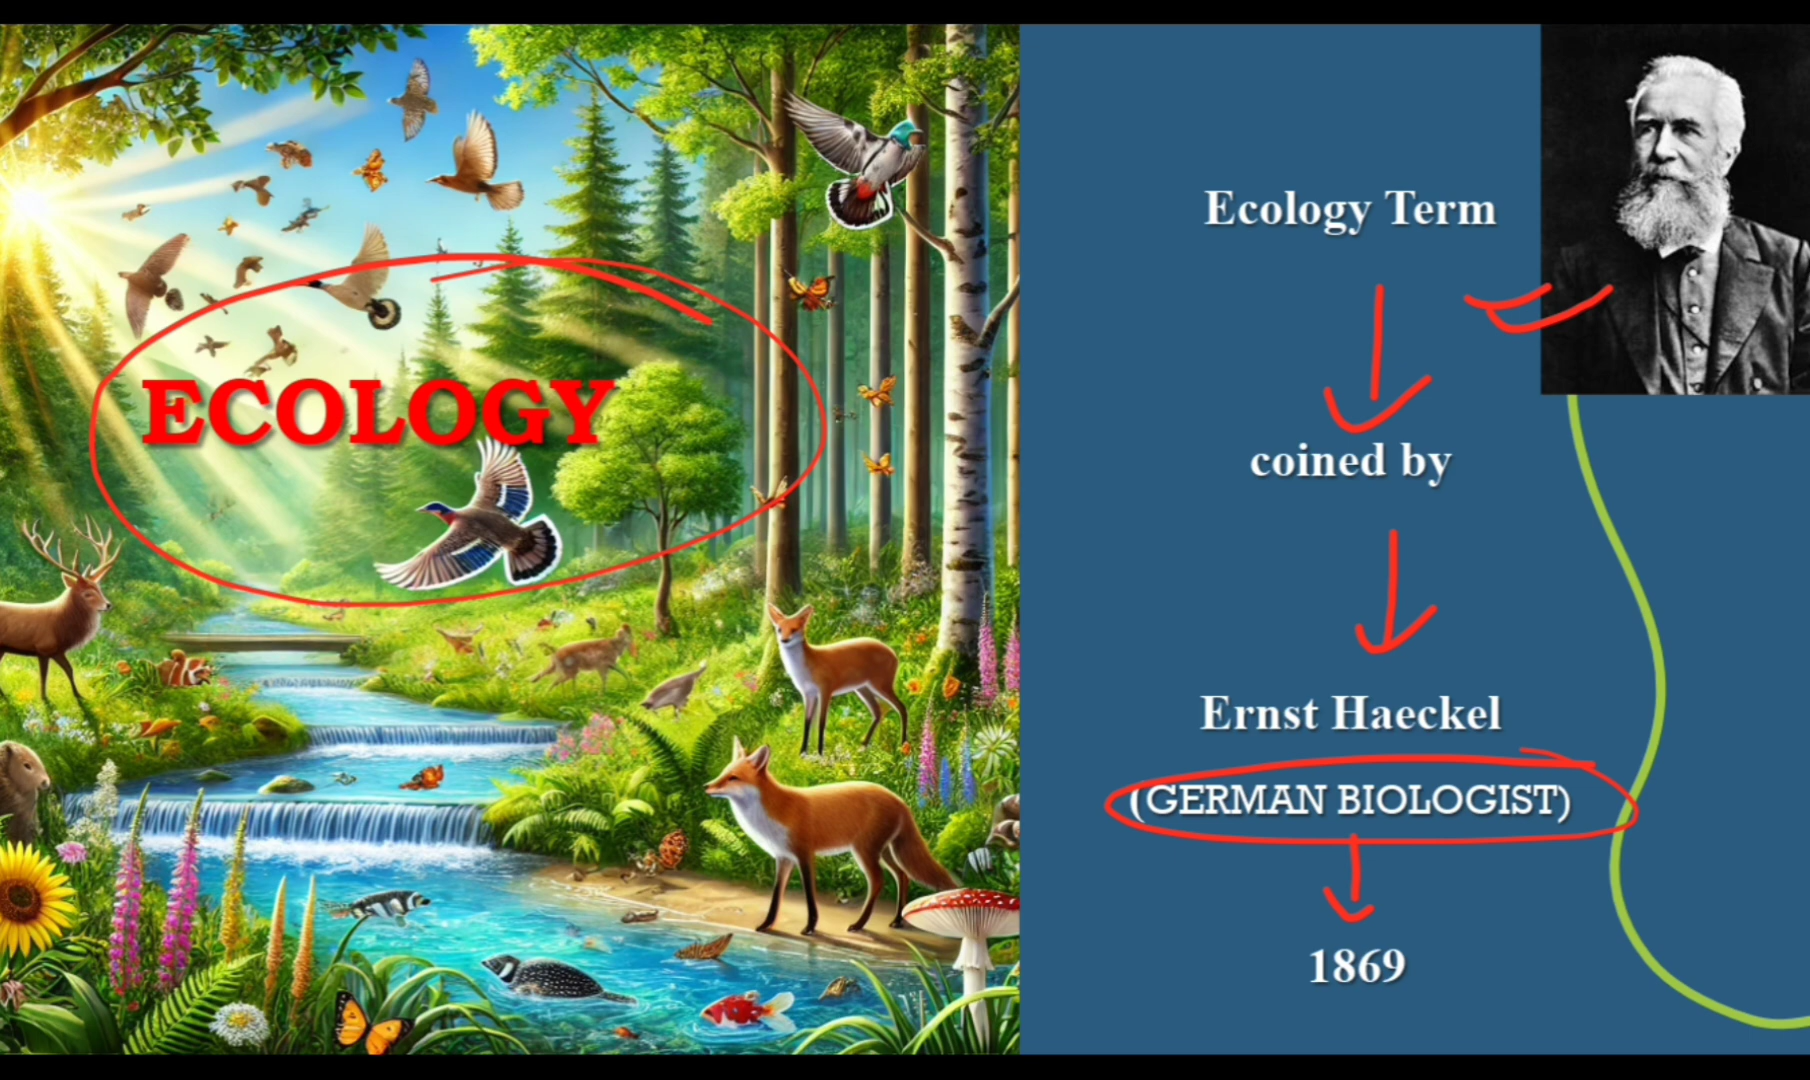 ECOLOGY
Ecology Term
coined by
Ernst Haeckel
(GERMAN BIOLOGIST)
1869